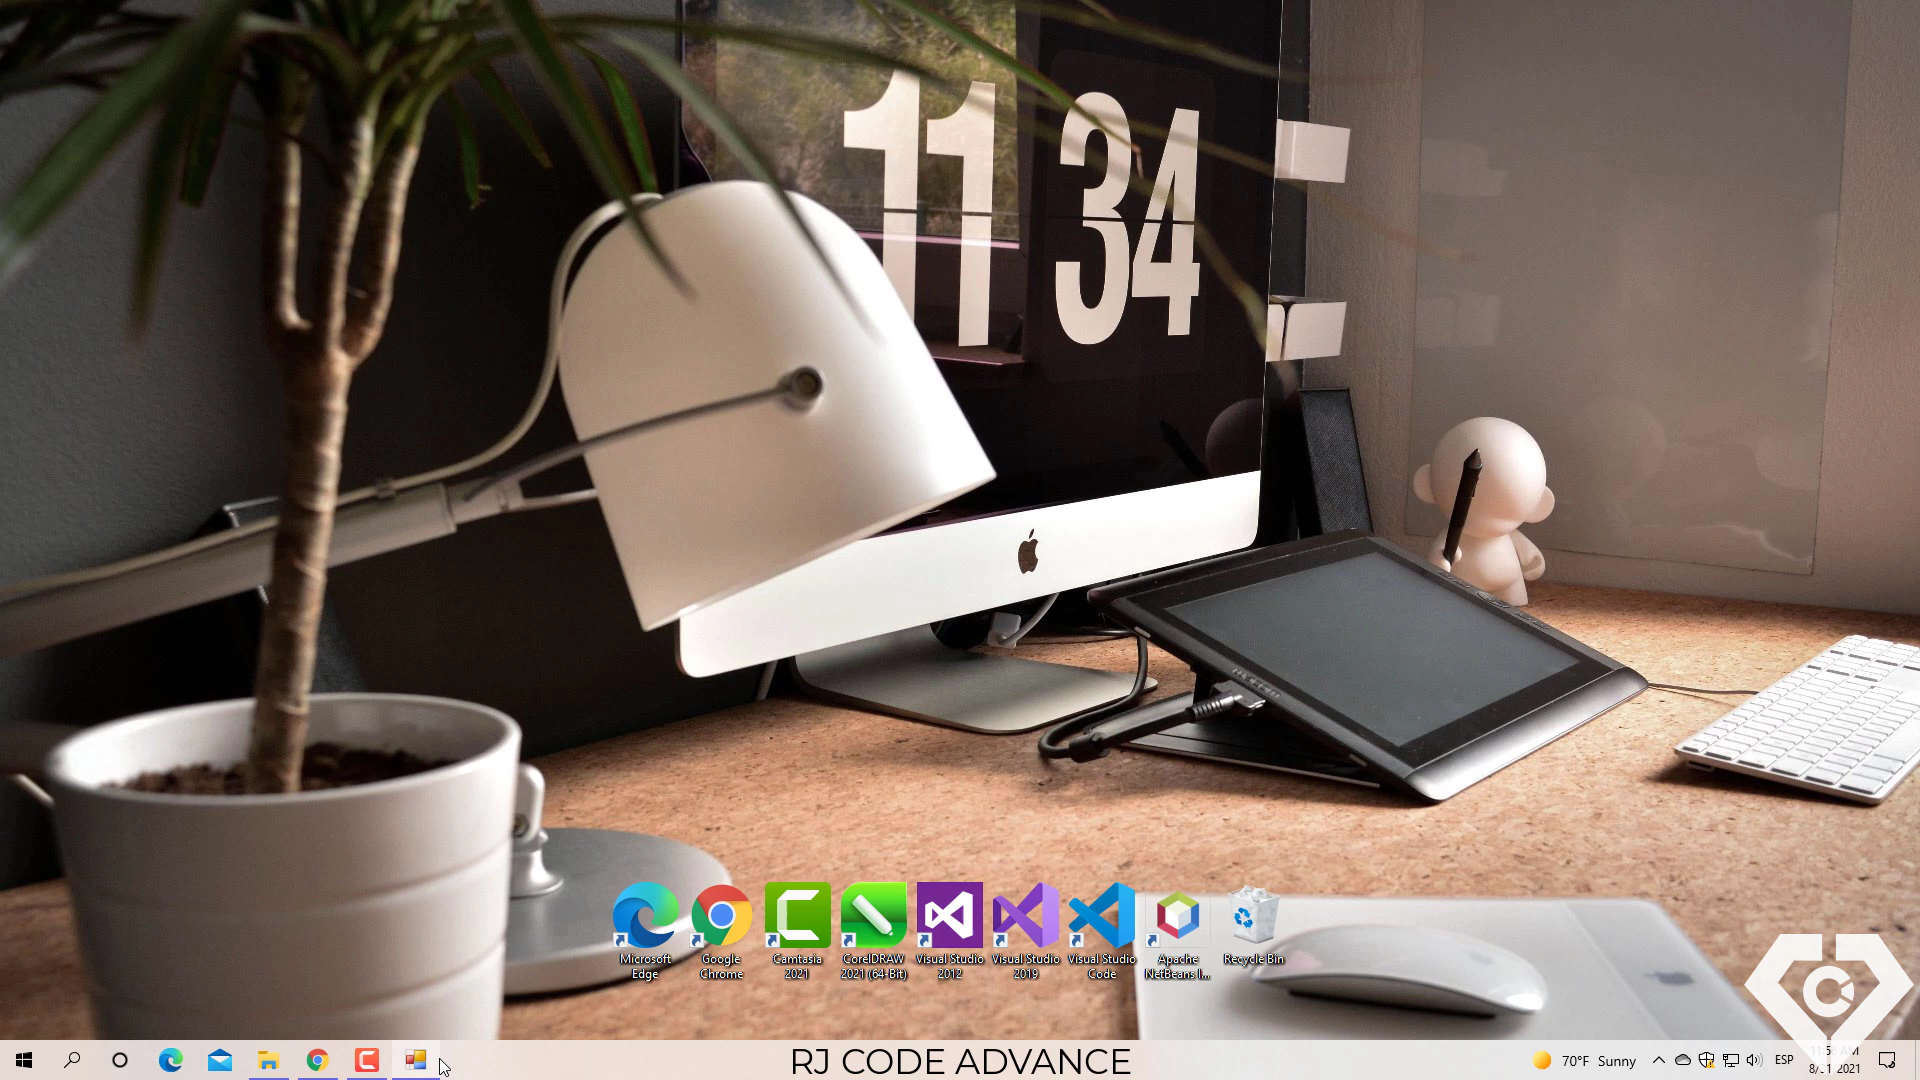 11 34
Microsoft Edge
Google Chrome
Camtasia 2021
CorelDRAW 2021 (64-Bit)
Visual Studio 2012
Visual Studio 2019
Visual Studio Code
Apache NetBeans I...
Recycle Bin
RJ CODE ADVANCE
70°F Sunny
ESP